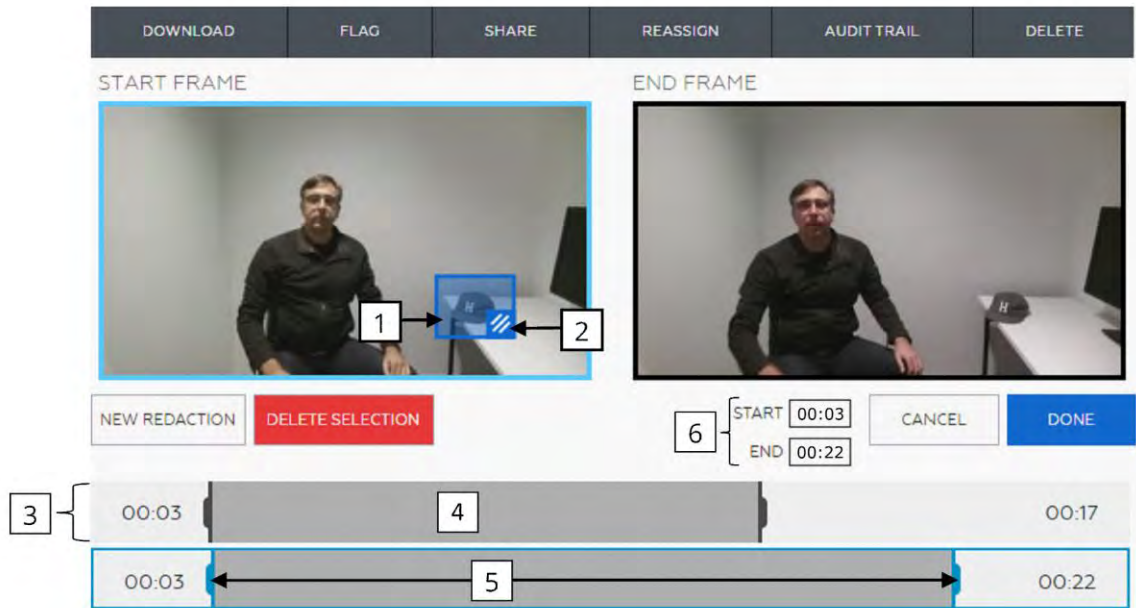 DOWNLOAD FLAG SHARE REASSIGN AUDIT TRAIL DELETE
START FRAME END FRAME
H H
1 2
NEW REDACTION DELETE SELECTION 6 START 00:03 CANCEL DONE
END 00:22
3 00:03 4 00:17
00:03 5 00:22